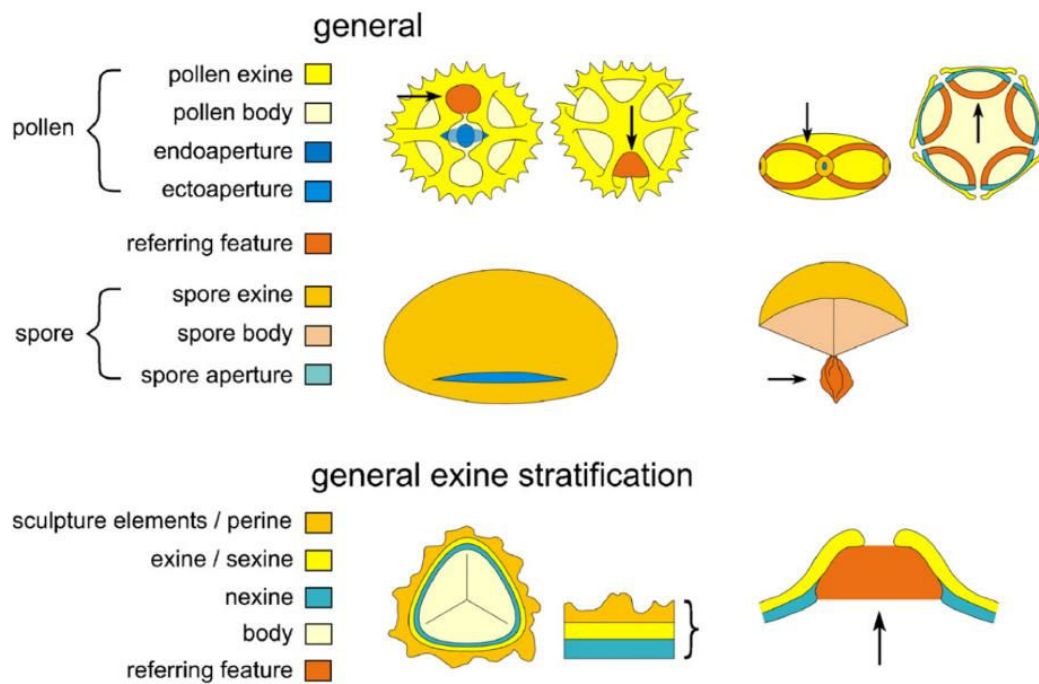 general
pollen
pollen exine
pollen body
endoaperture
ectoaperture
referring feature
spore
spore exine
spore body
spore aperture
general exine stratification
sculpture elements / perine
exine / sexine
nexine
body
referring feature